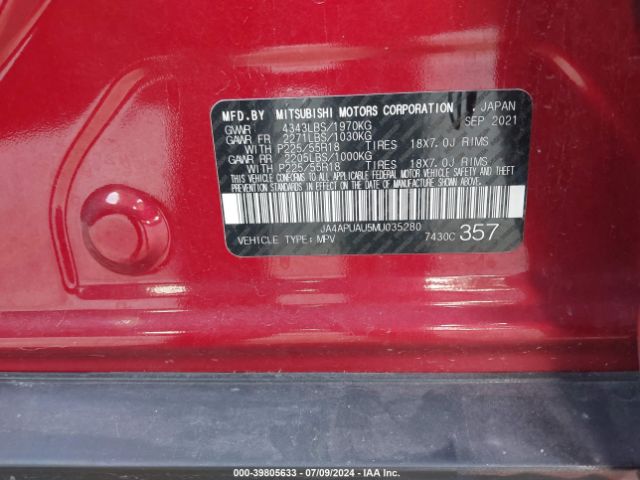 MFD.BY MITSUBISHI MOTORS CORPORATION JAPAN
GVWR 4343LBS/1970KG SEP 2021
GAWR FR 2271LBS/1030KG
WITH P225/55R18 TIRES 18X7.0J RIMS
GAWR RR 2205LBS/1000KG
WITH P225/55R18 TIRES 18X7.0J RIMS
THIS VEHICLE CONFORMS TO ALL APPLICABLE FEDERAL MOTOR VEHICLE SAFETY AND THEFT
PREVENTION STANDARDS IN EFFECT ON THE DATE OF MANUFACTURE SHOWN ABOVE.
JA4APUAU5MU035280
VEHICLE TYPE: MPV 7430C 357
000-39805633 / 07/09/2024 - IAA Inc.